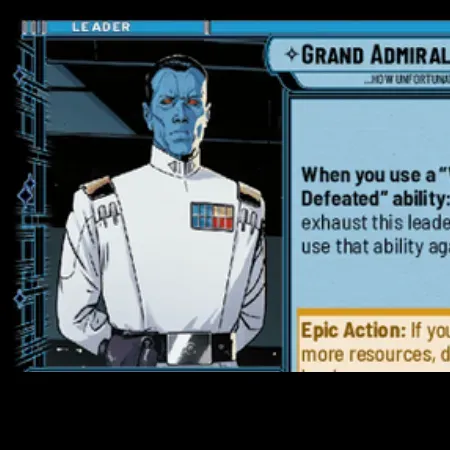 LEADER
GRAND ADMIRAL
...HOW UNFORTUNA
When you use a "W
Defeated" ability:
exhaust this leade
use that ability aga
Epic Action: If you
more resources, d